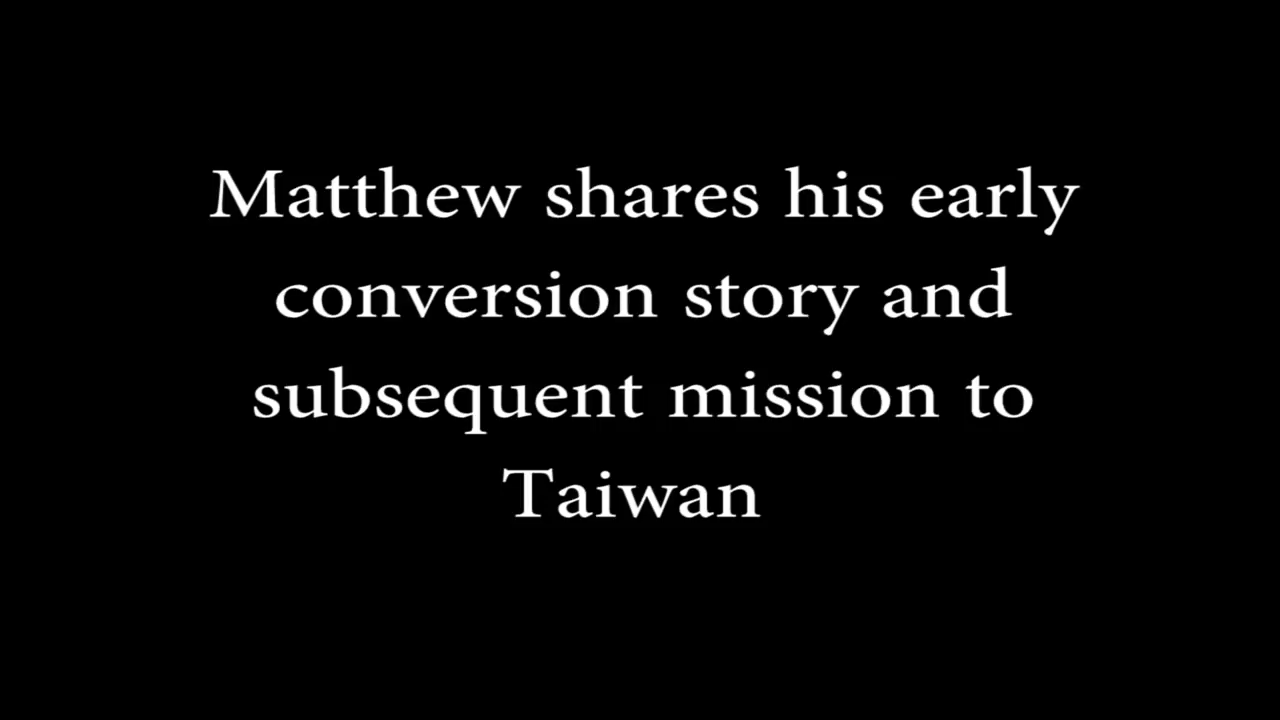 Matthew shares his early
conversion story and
subsequent mission to
Taiwan